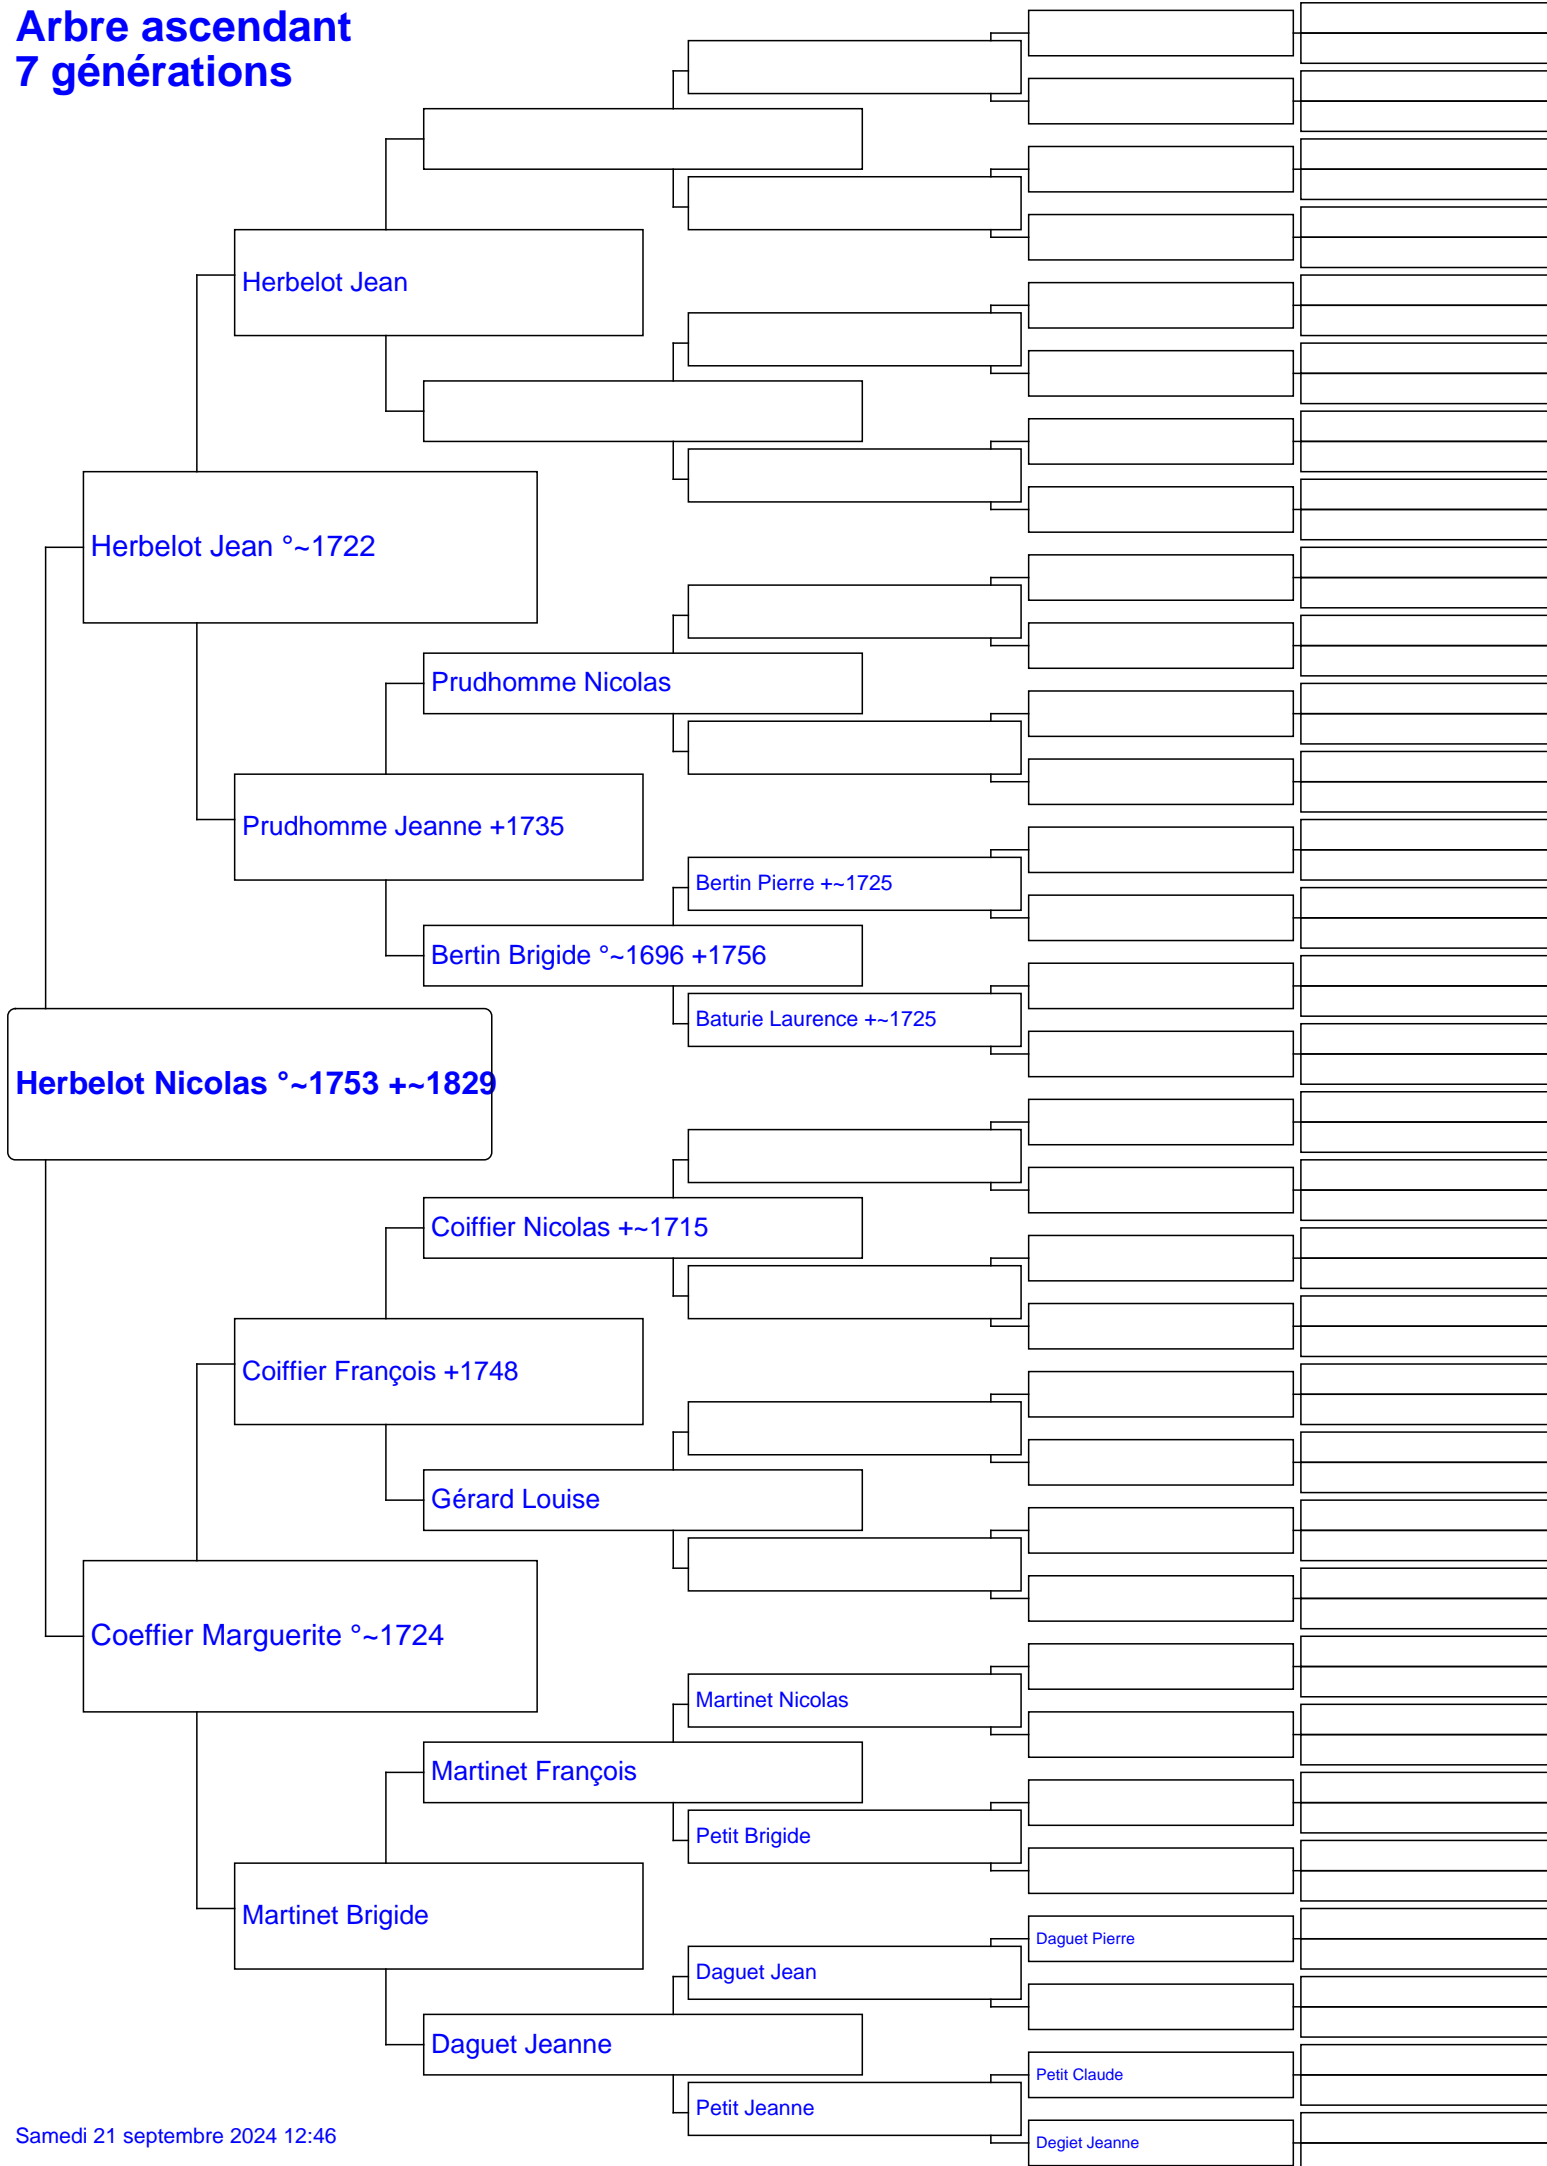 Arbre ascendant
7 générations
Herbelot Jean
Herbelot Jean °~1722
Prudhomme Nicolas
Prudhomme Jeanne +1735
Bertin Pierre +~1725
Bertin Brigide °~1696 +1756
Baturie Laurence +~1725
Herbelot Nicolas °~1753 +~1829
Coiffier Nicolas +~1715
Coiffier François +1748
Gérard Louise
Coeffier Marguerite °~1724
Martinet Nicolas
Martinet François
Petit Brigide
Martinet Brigide
Daguet Pierre
Daguet Jean
Daguet Jeanne
Petit Claude
Petit Jeanne
Degiet Jeanne
Samedi 21 septembre 2024 12:46